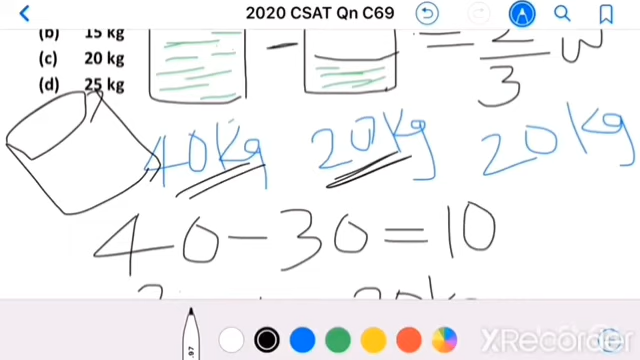 2020 CSAT Qn C69
(b) 15 kg
(c) 20 kg
(d) 25 kg
— = 2/3 W
40kg 20kg 20kg
40-30=10
XRecorder